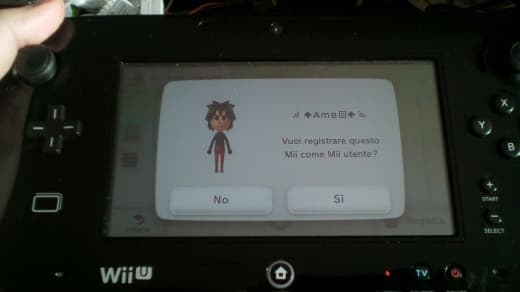 Vuoi registrare questo
Mii come Mii utente?
No
Sì
X
Y
B
START
SELECT
Wii U
TV